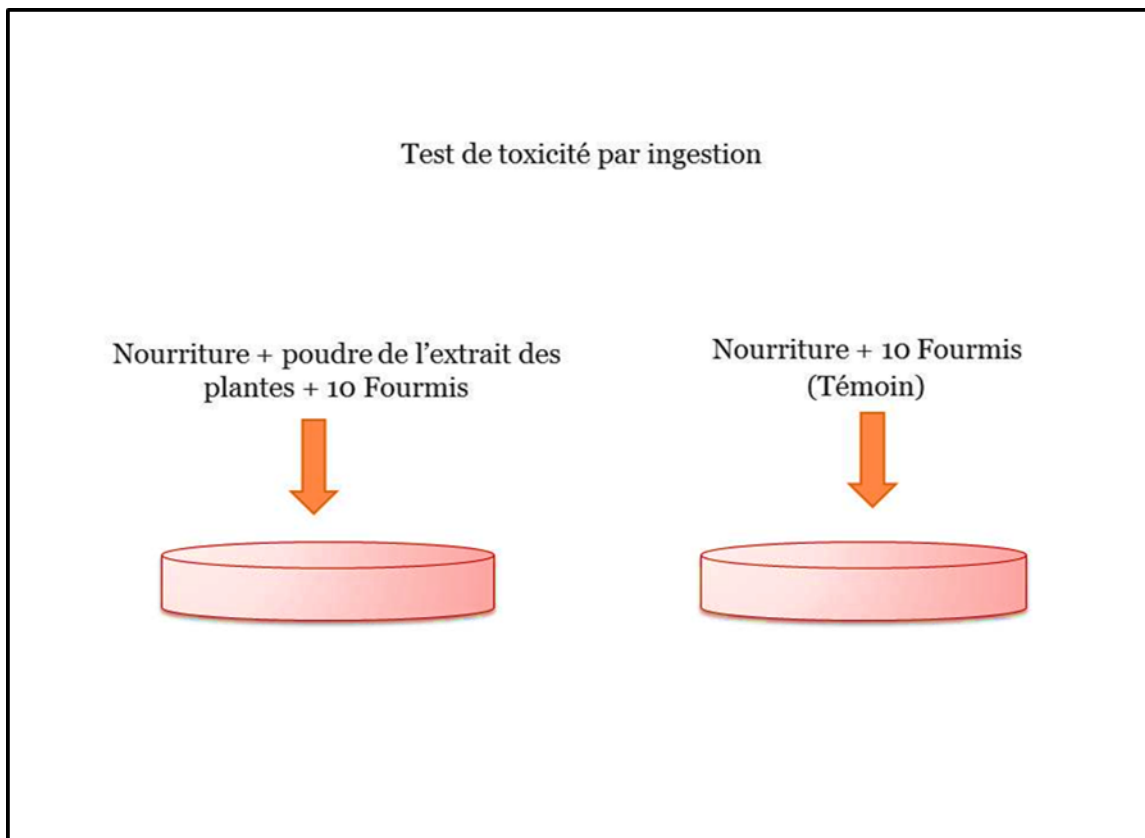 Test de toxicité par ingestion
Nourriture + poudre de l’extrait des
plantes + 10 Fourmis
Nourriture + 10 Fourmis
(Témoin)